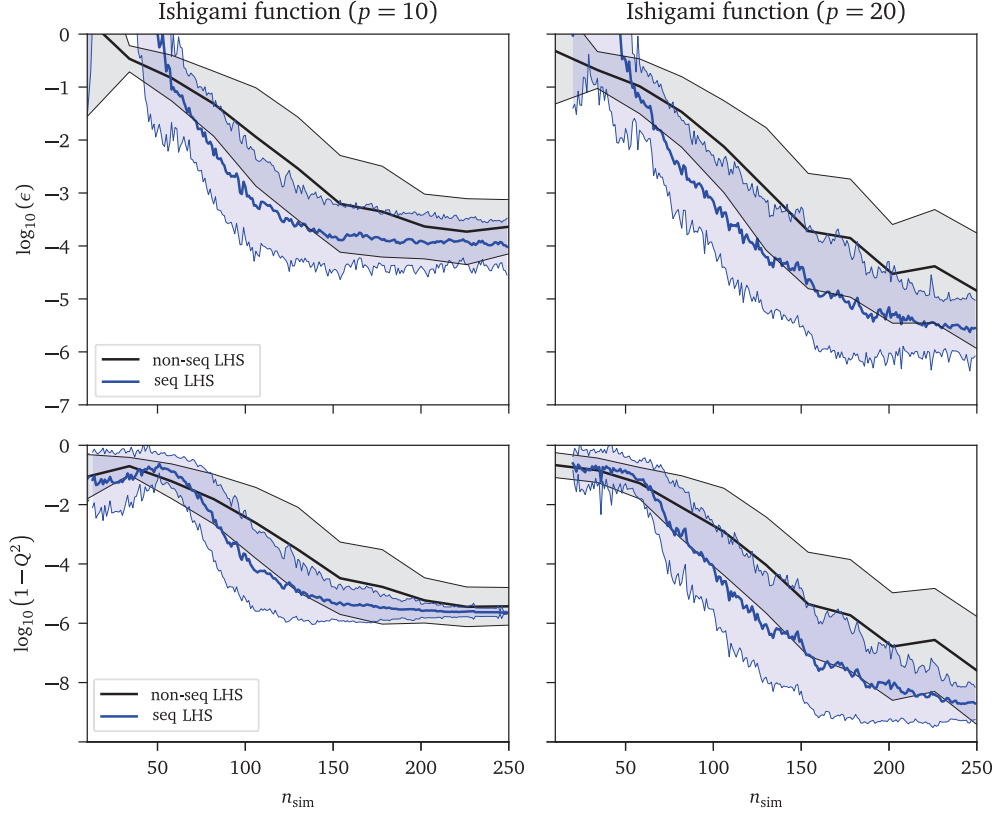 Ishigami function (p = 10)
Ishigami function (p = 20)
0
−1
−2
−3
−4
−5
−6
−7
log₁₀(ϵ)
non-seq LHS
seq LHS
0
−2
−4
−6
−8
log₁₀(1 − Q²)
non-seq LHS
seq LHS
50
100
150
200
250
50
100
150
200
250
n_sim
n_sim